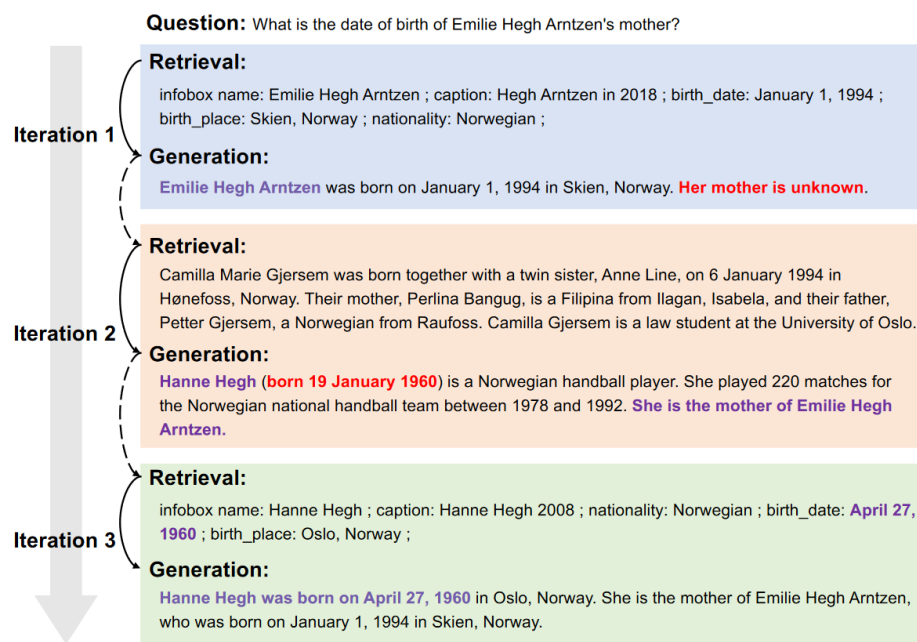 Question: What is the date of birth of Emilie Hegh Arntzen's mother?
Retrieval:
infobox name: Emilie Hegh Arntzen ; caption: Hegh Arntzen in 2018 ; birth_date: January 1, 1994 ;
birth_place: Skien, Norway ; nationality: Norwegian ;
Iteration 1
Generation:
Emilie Hegh Arntzen was born on January 1, 1994 in Skien, Norway. Her mother is unknown.
Retrieval:
Camilla Marie Gjersem was born together with a twin sister, Anne Line, on 6 January 1994 in
Hønefoss, Norway. Their mother, Perlina Bangug, is a Filipina from Ilagan, Isabela, and their father,
Petter Gjersem, a Norwegian from Raufoss. Camilla Gjersem is a law student at the University of Oslo.
Iteration 2
Generation:
Hanne Hegh (born 19 January 1960) is a Norwegian handball player. She played 220 matches for
the Norwegian national handball team between 1978 and 1992. She is the mother of Emilie Hegh
Arntzen.
Retrieval:
infobox name: Hanne Hegh ; caption: Hanne Hegh 2008 ; nationality: Norwegian ; birth_date: April 27,
1960 ; birth_place: Oslo, Norway ;
Iteration 3
Generation:
Hanne Hegh was born on April 27, 1960 in Oslo, Norway. She is the mother of Emilie Hegh Arntzen,
who was born on January 1, 1994 in Skien, Norway.